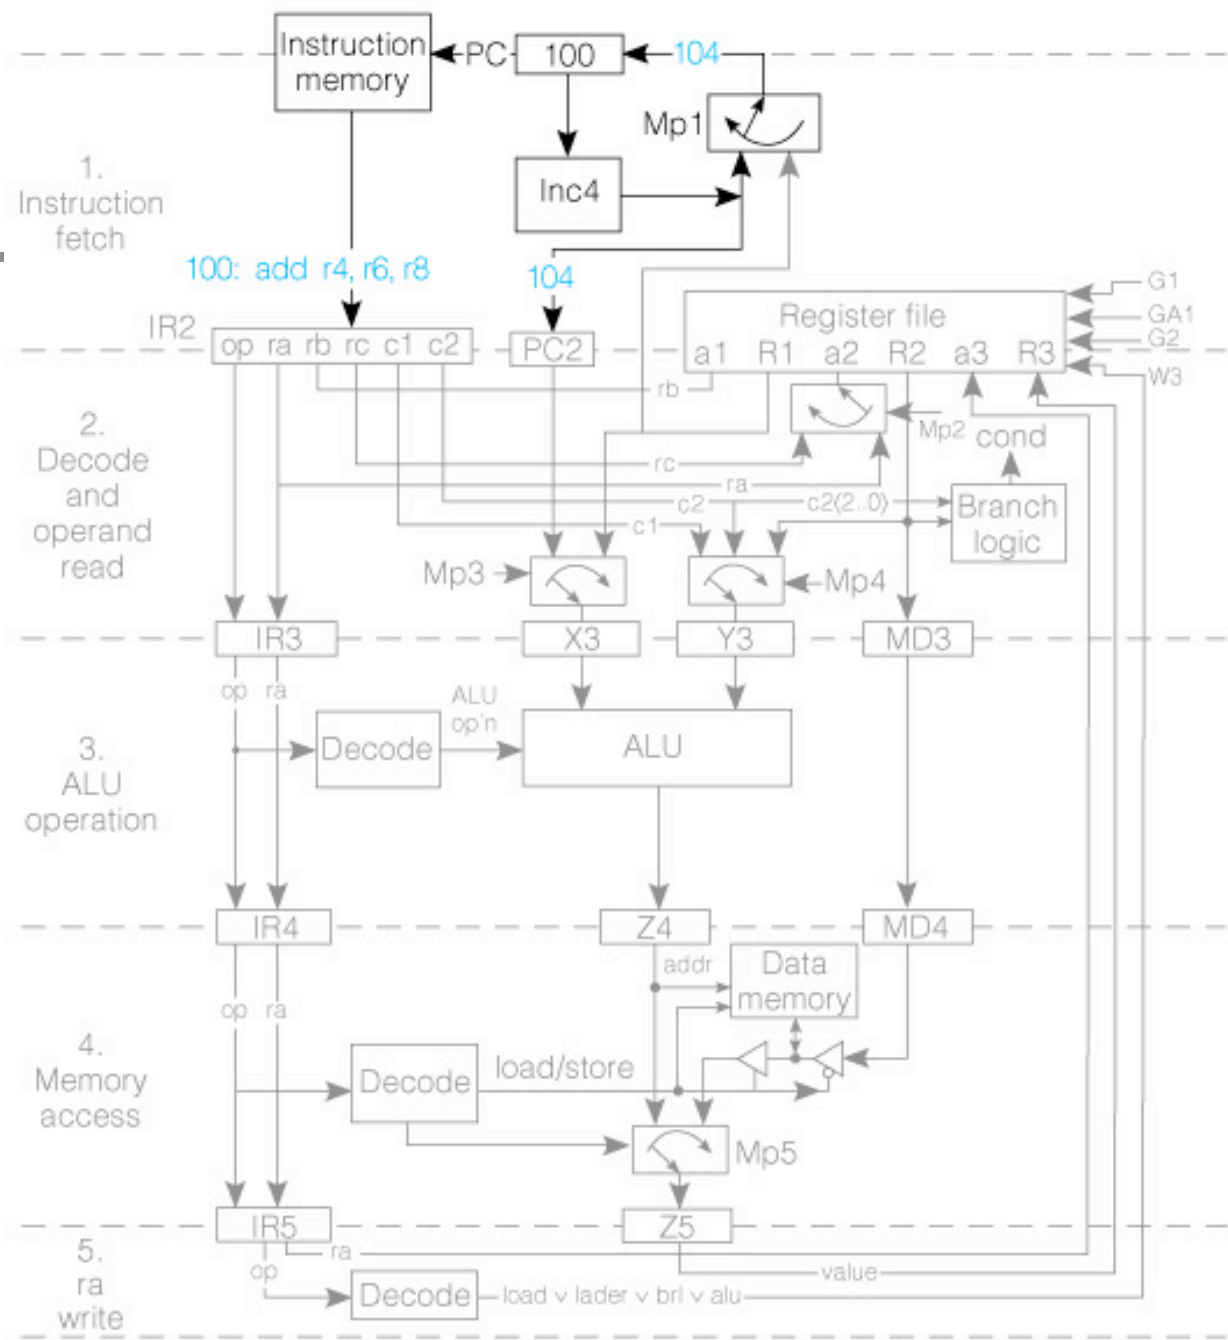 Instruction
memory
PC
100
104
Mp1
Inc4
1.
Instruction
fetch
100: add r4, r6, r8
104
IR2
op ra rb rc c1 c2
PC2
Register file
a1 R1 a2 R2 a3 R3
G1
GA1
G2
W3
rb
Mp2
cond
2.
Decode
and
operand
read
rc
ra
c2
c2(2..0)
c1
Branch
logic
Mp3
Mp4
IR3
X3
Y3
MD3
op ra
ALU
op'n
3.
ALU
operation
Decode
ALU
IR4
Z4
MD4
addr
Data
memory
op ra
4.
Memory
access
Decode
load/store
Mp5
IR5
Z5
5.
ra
write
ra
op
value
Decode
load v lader v brl v alu